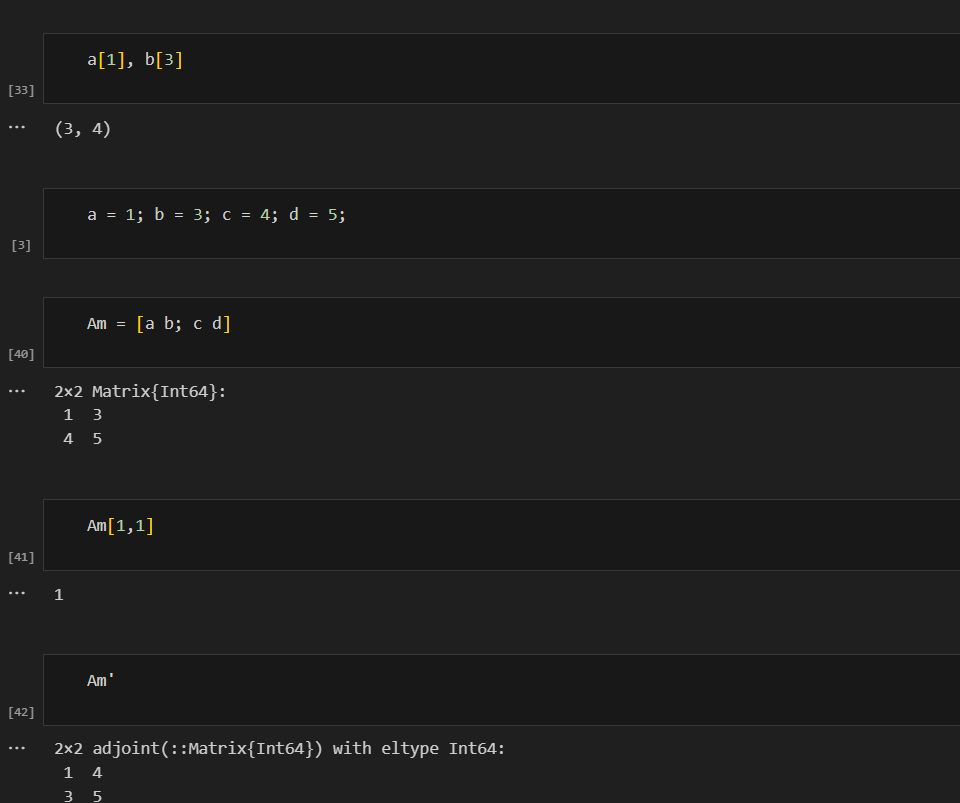 a[1], b[3]
[33]
... (3, 4)
a = 1; b = 3; c = 4; d = 5;
[3]
Am = [a b; c d]
[40]
... 2×2 Matrix{Int64}:
1  3
4  5
Am[1,1]
[41]
... 1
Am'
[42]
... 2×2 adjoint(::Matrix{Int64}) with eltype Int64:
1  4
3  5